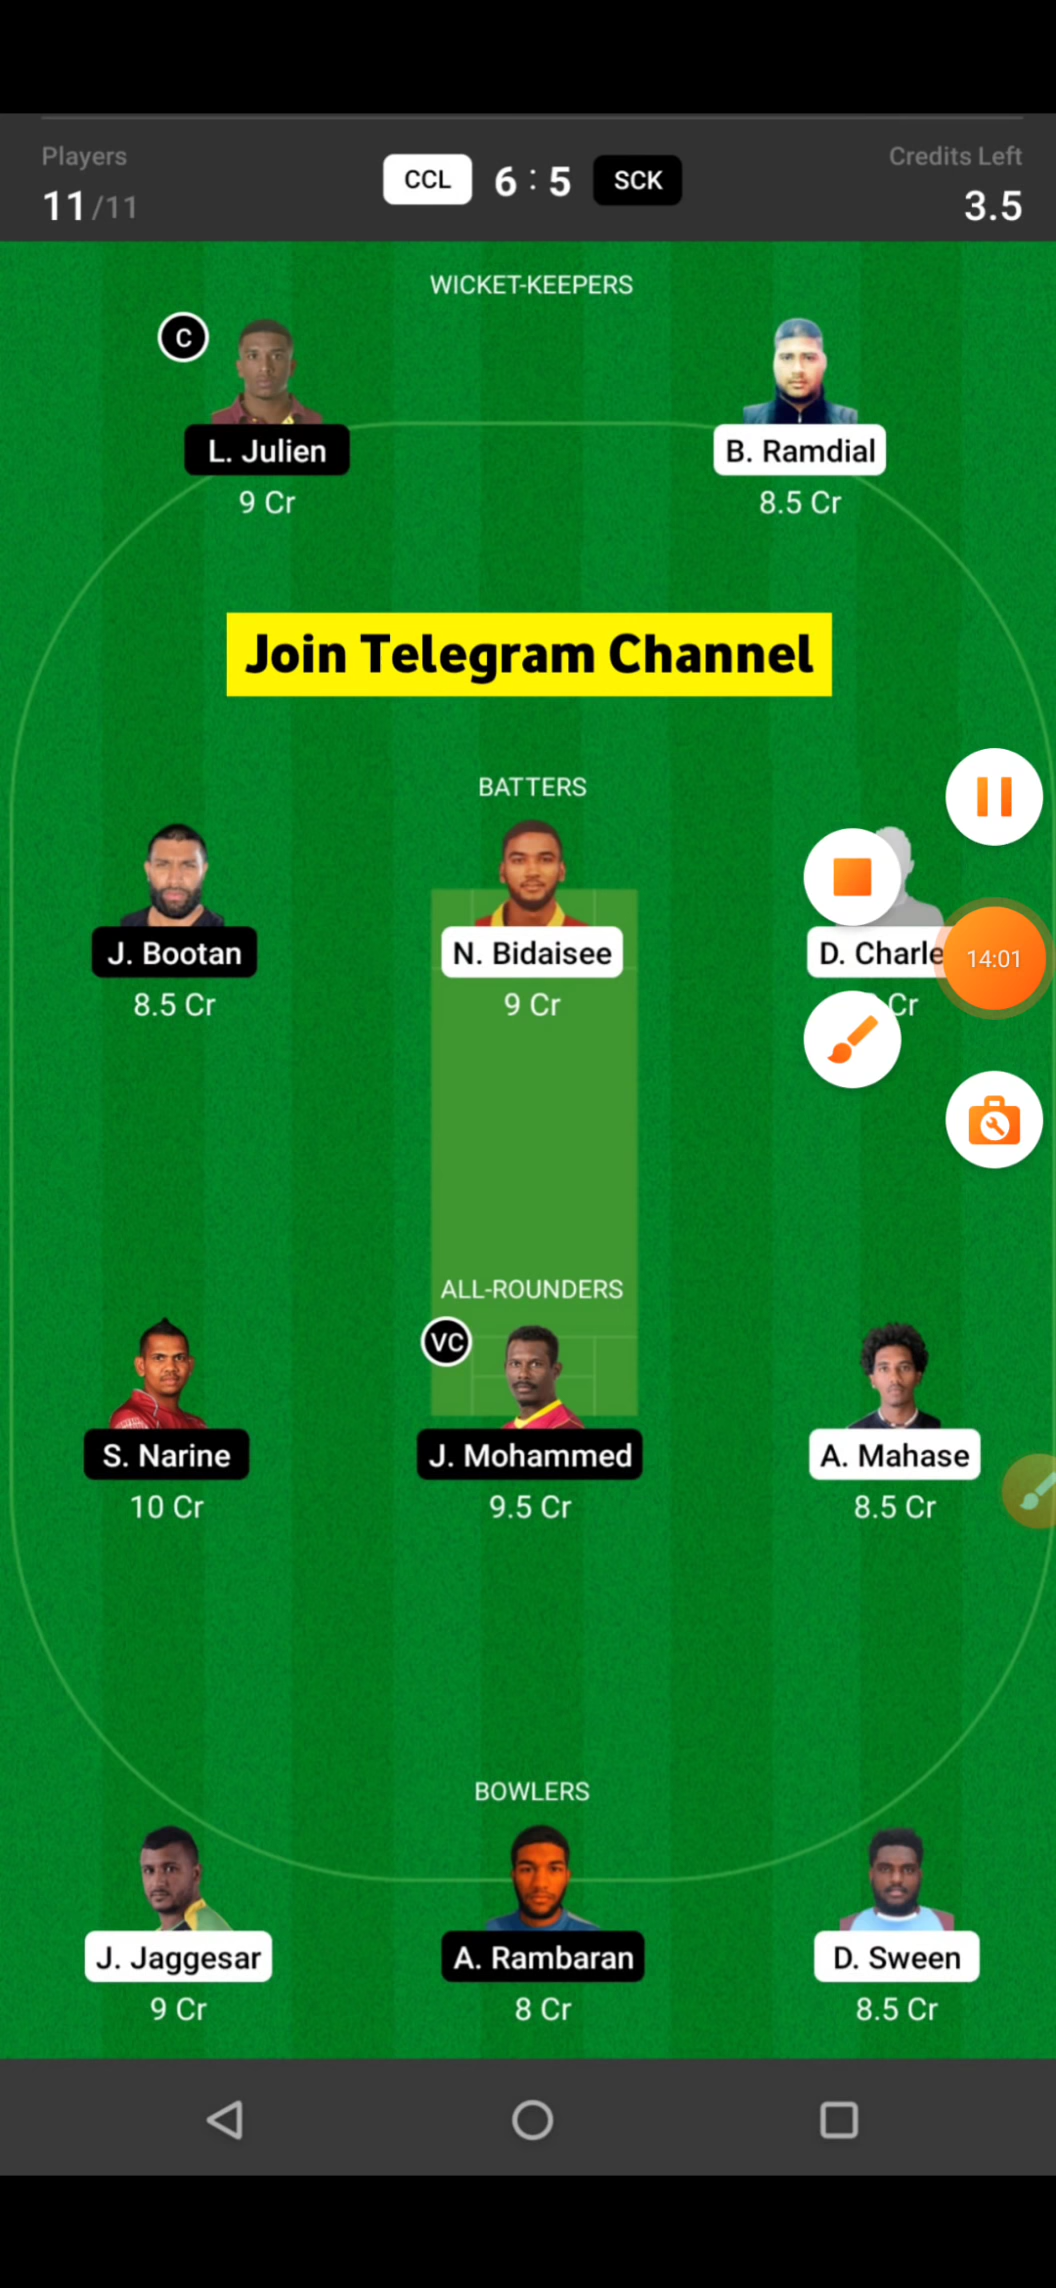 Players
Credits Left
11/11
CCL 6 : 5 SCK
3.5
WICKET-KEEPERS
C
L. Julien
B. Ramdial
9 Cr
8.5 Cr
Join Telegram Channel
BATTERS
J. Bootan
N. Bidaisee
D. Charle
14:01
8.5 Cr
9 Cr
Cr
ALL-ROUNDERS
VC
S. Narine
J. Mohammed
A. Mahase
10 Cr
9.5 Cr
8.5 Cr
BOWLERS
J. Jaggesar
A. Rambaran
D. Sween
9 Cr
8 Cr
8.5 Cr